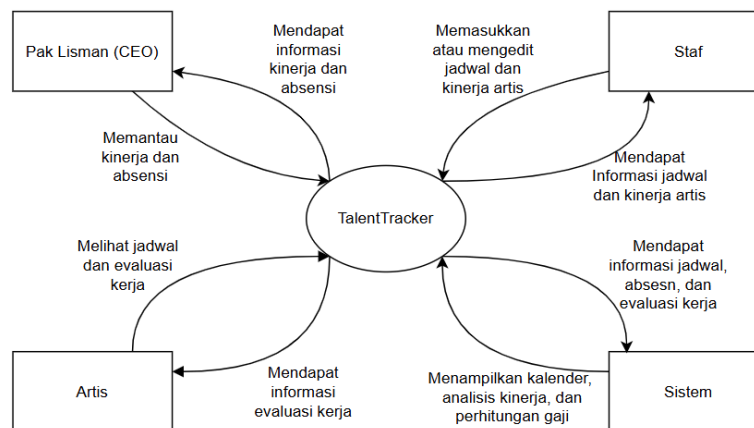 Pak Lisman (CEO)
Mendapat
informasi
kinerja dan
absensi
Memasukkan
atau mengedit
jadwal dan
kinerja artis
Staf
Memantau
kinerja dan
absensi
Mendapat
Informasi jadwal
dan kinerja artis
TalentTracker
Melihat jadwal
dan evaluasi
kerja
Mendapat
informasi jadwal,
absesn, dan
evaluasi kerja
Artis
Mendapat
informasi
evaluasi kerja
Menampilkan kalender,
analisis kinerja, dan
perhitungan gaji
Sistem